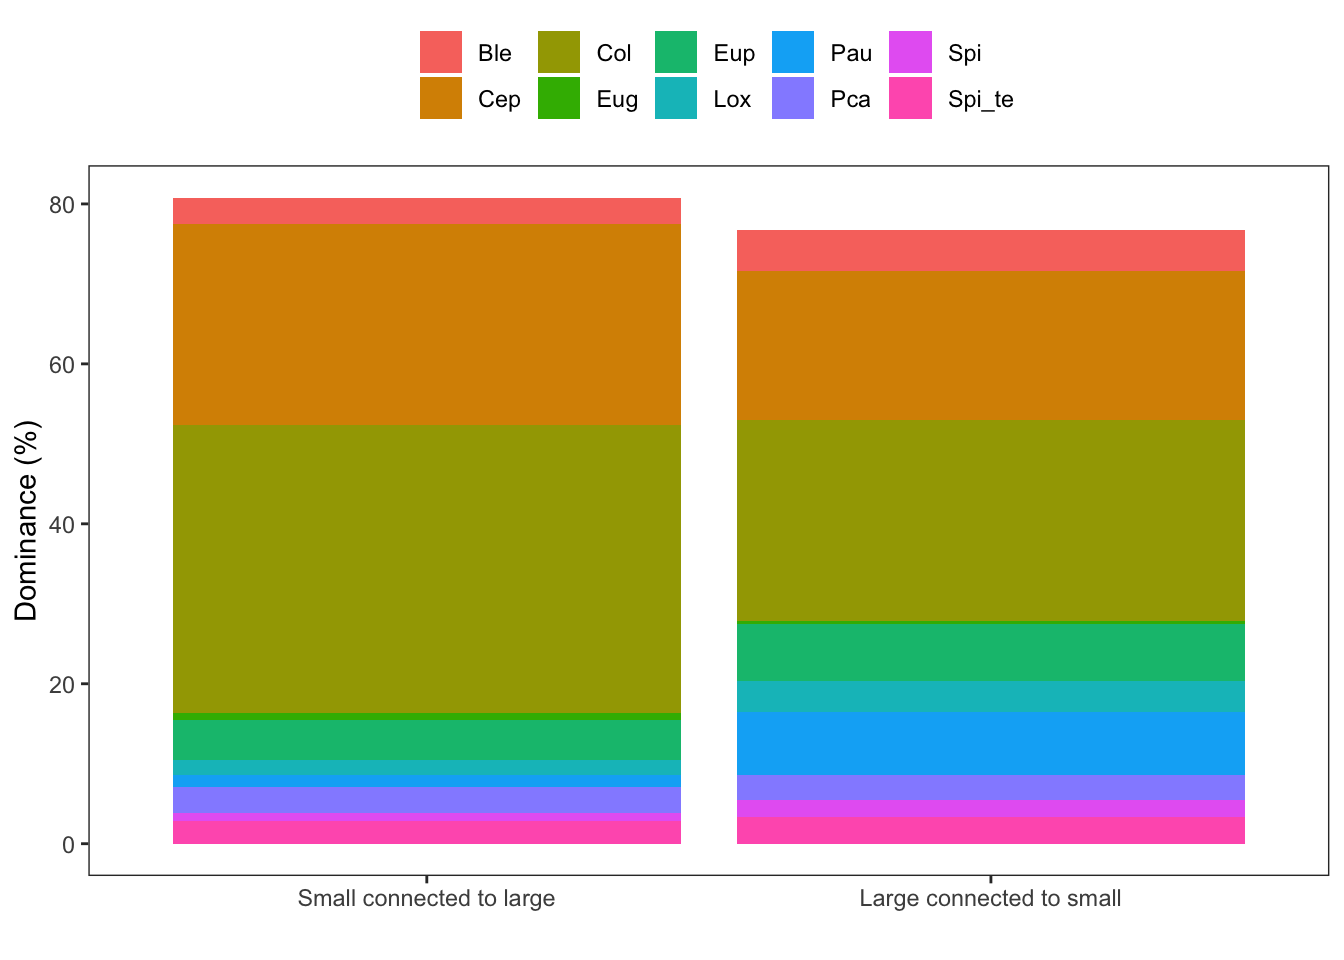 Ble Col Eup Pau Spi
Cep Eug Lox Pca Spi_te
80
60
40
20
0
Dominance (%)
Small connected to large Large connected to small